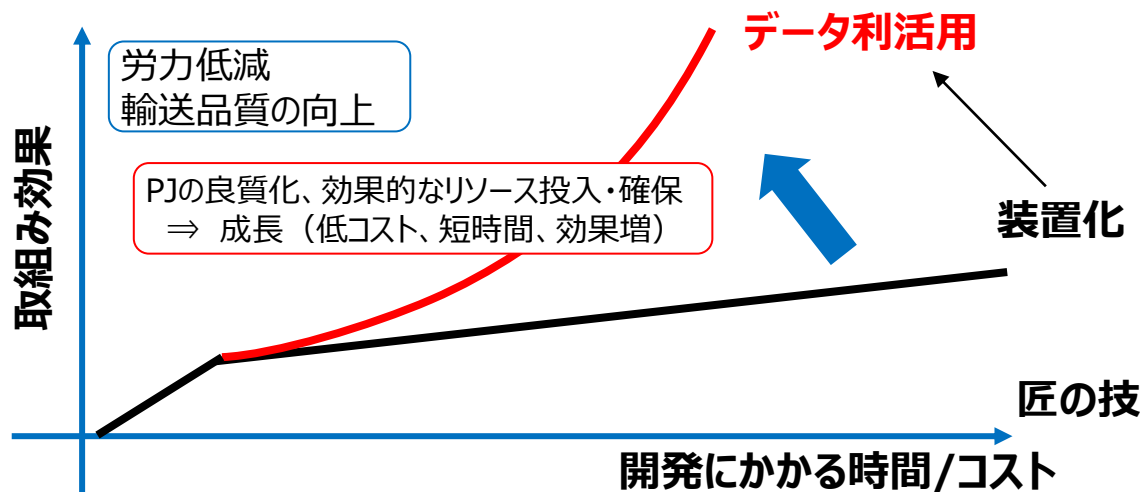 データ利活用
労力低減
輸送品質の向上
取組み効果
PJの良質化、効果的なリソース投入・確保
⇒ 成長（低コスト、短時間、効果増）
装置化
匠の技
開発にかかる時間/コスト